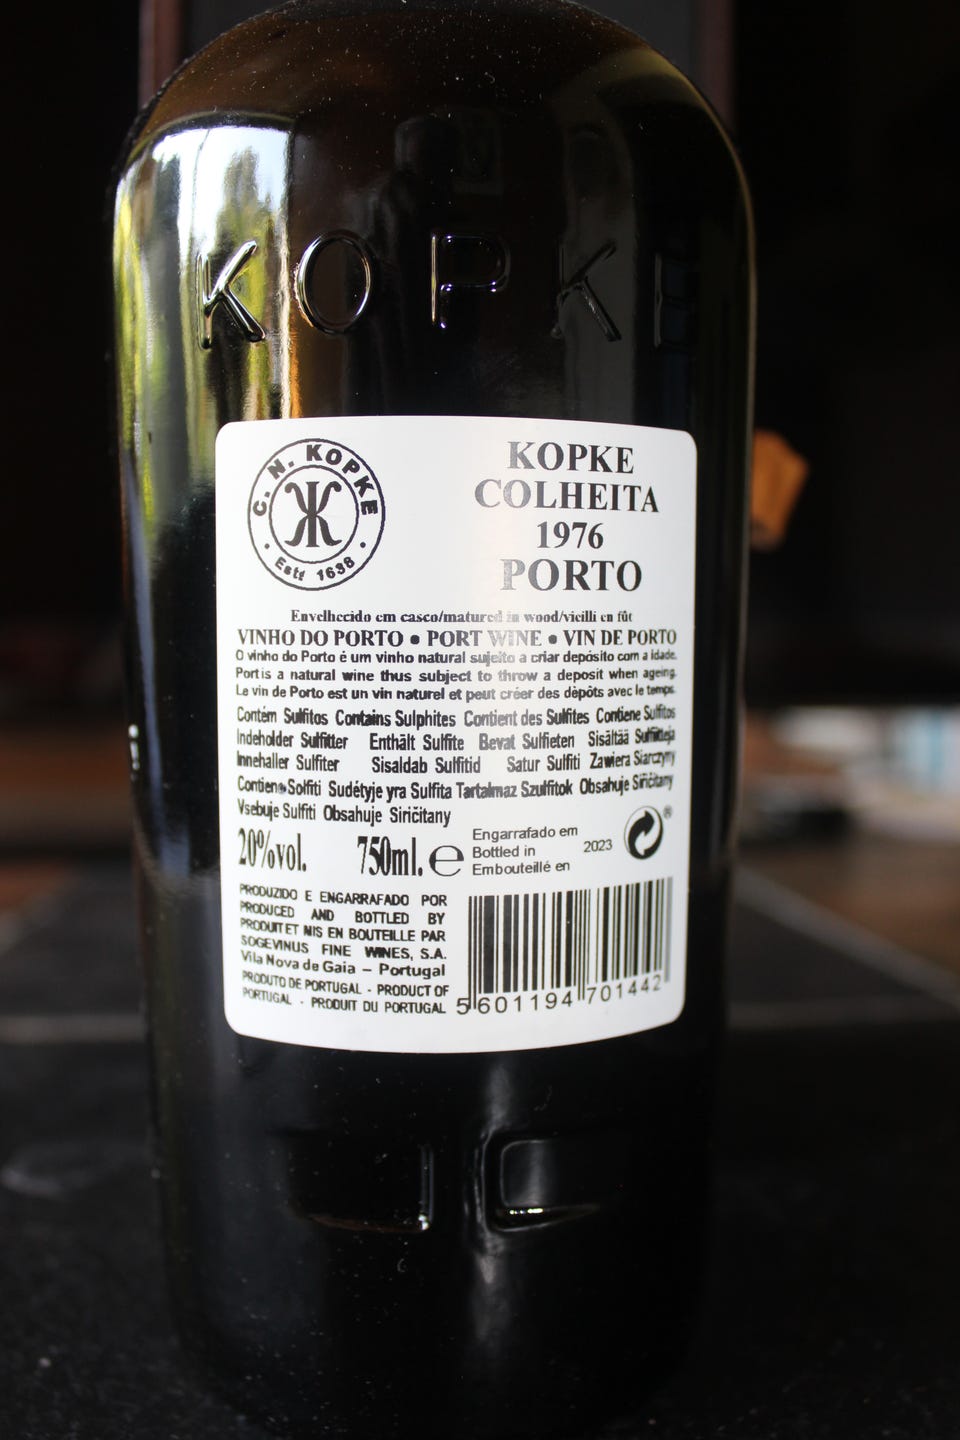 KOPKE
C. N. KOPKE
· Estd 1638 ·
KOPKE
COLHEITA
1976
PORTO
Envelhecido em casco/matured in wood/vieilli en fût
VINHO DO PORTO ● PORT WINE ● VIN DE PORTO
O vinho do Porto é um vinho natural sujeito a criar depósito com a idade.
Port is a natural wine thus subject to throw a deposit when ageing.
Le vin de Porto est un vin naturel et peut créer des dèpôts avec le temps.
Contém Sulfitos Contains Sulphites Contient des Sulfites Contiene Sulfitos
Indeholder Sulfitter Enthält Sulfite Bevat Sulfieten Sisältää Sulfiitteja
Innehaller Sulfiter Sisaldab Sulfitid Satur Sulfiti Zawiera Siarczyny
Contiene Solfiti Sudétyje yra Sulfita Tartalmaz Szulfitok Obsahuje Siřičitany
Vsebuje Sulfiti Obsahuje Siričitany
20%vol. 750ml. ℮
Engarrafado em
Bottled in 2023
Embouteillé en
®
PRODUZIDO E ENGARRAFADO POR
PRODUCED AND BOTTLED BY
PRODUIT ET MIS EN BOUTEILLE PAR
SOGEVINUS FINE WINES, S.A.
Vila Nova de Gaia – Portugal
PRODUTO DE PORTUGAL - PRODUCT OF
PORTUGAL - PRODUIT DU PORTUGAL
5 601194 701442